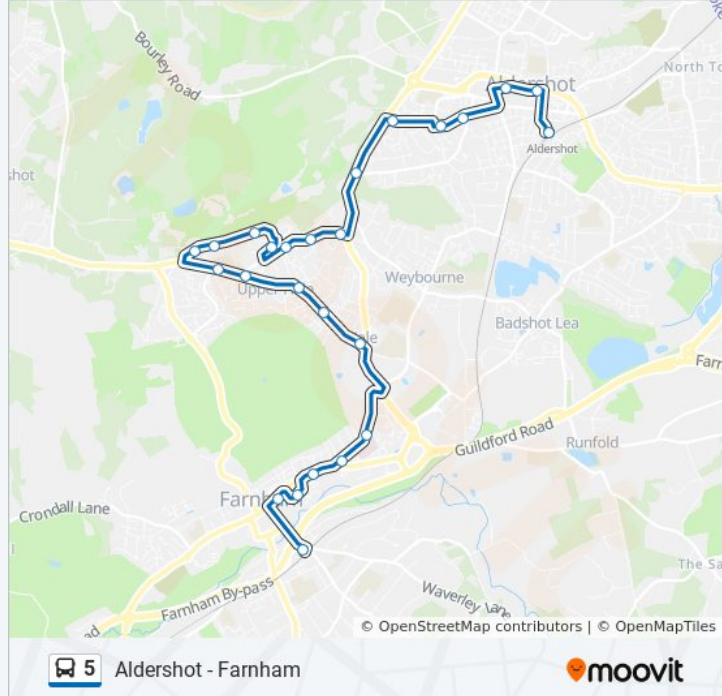 Bourley Road
Aldershot
North To
Aldershot
shot
Weybourne
Upper
Badshot Lea
Farn
Guildford Road
Runfold
Farnham
Crondall Lane
The Sa
Waverley Lane
Farnham By-pass
ad
© OpenStreetMap contributors | © OpenMapTiles
5 Aldershot - Farnham
moovit